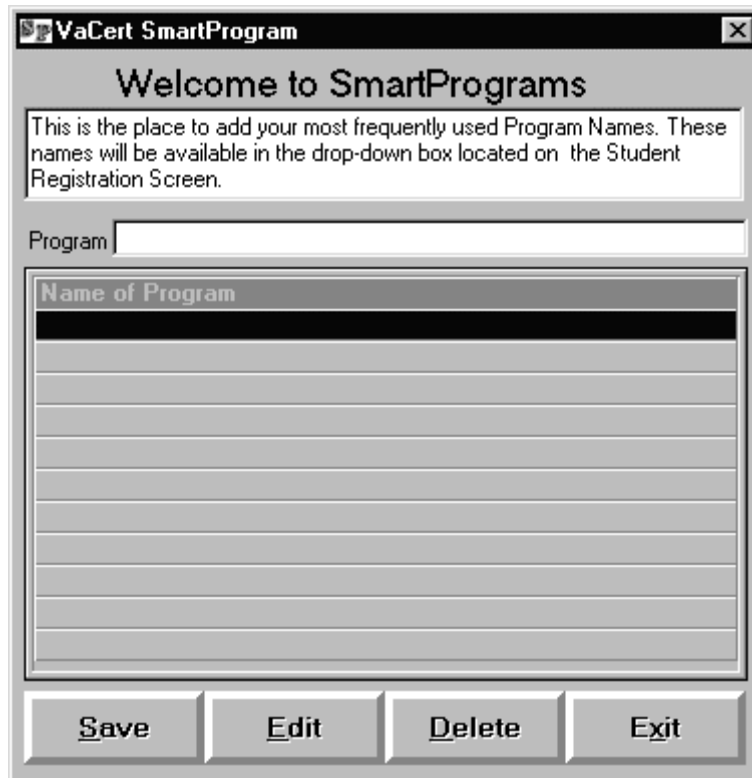 SP VaCert SmartProgram
Welcome to SmartPrograms
This is the place to add your most frequently used Program Names. These
names will be available in the drop-down box located on the Student
Registration Screen.
Program
Name of Program
Save Edit Delete Exit